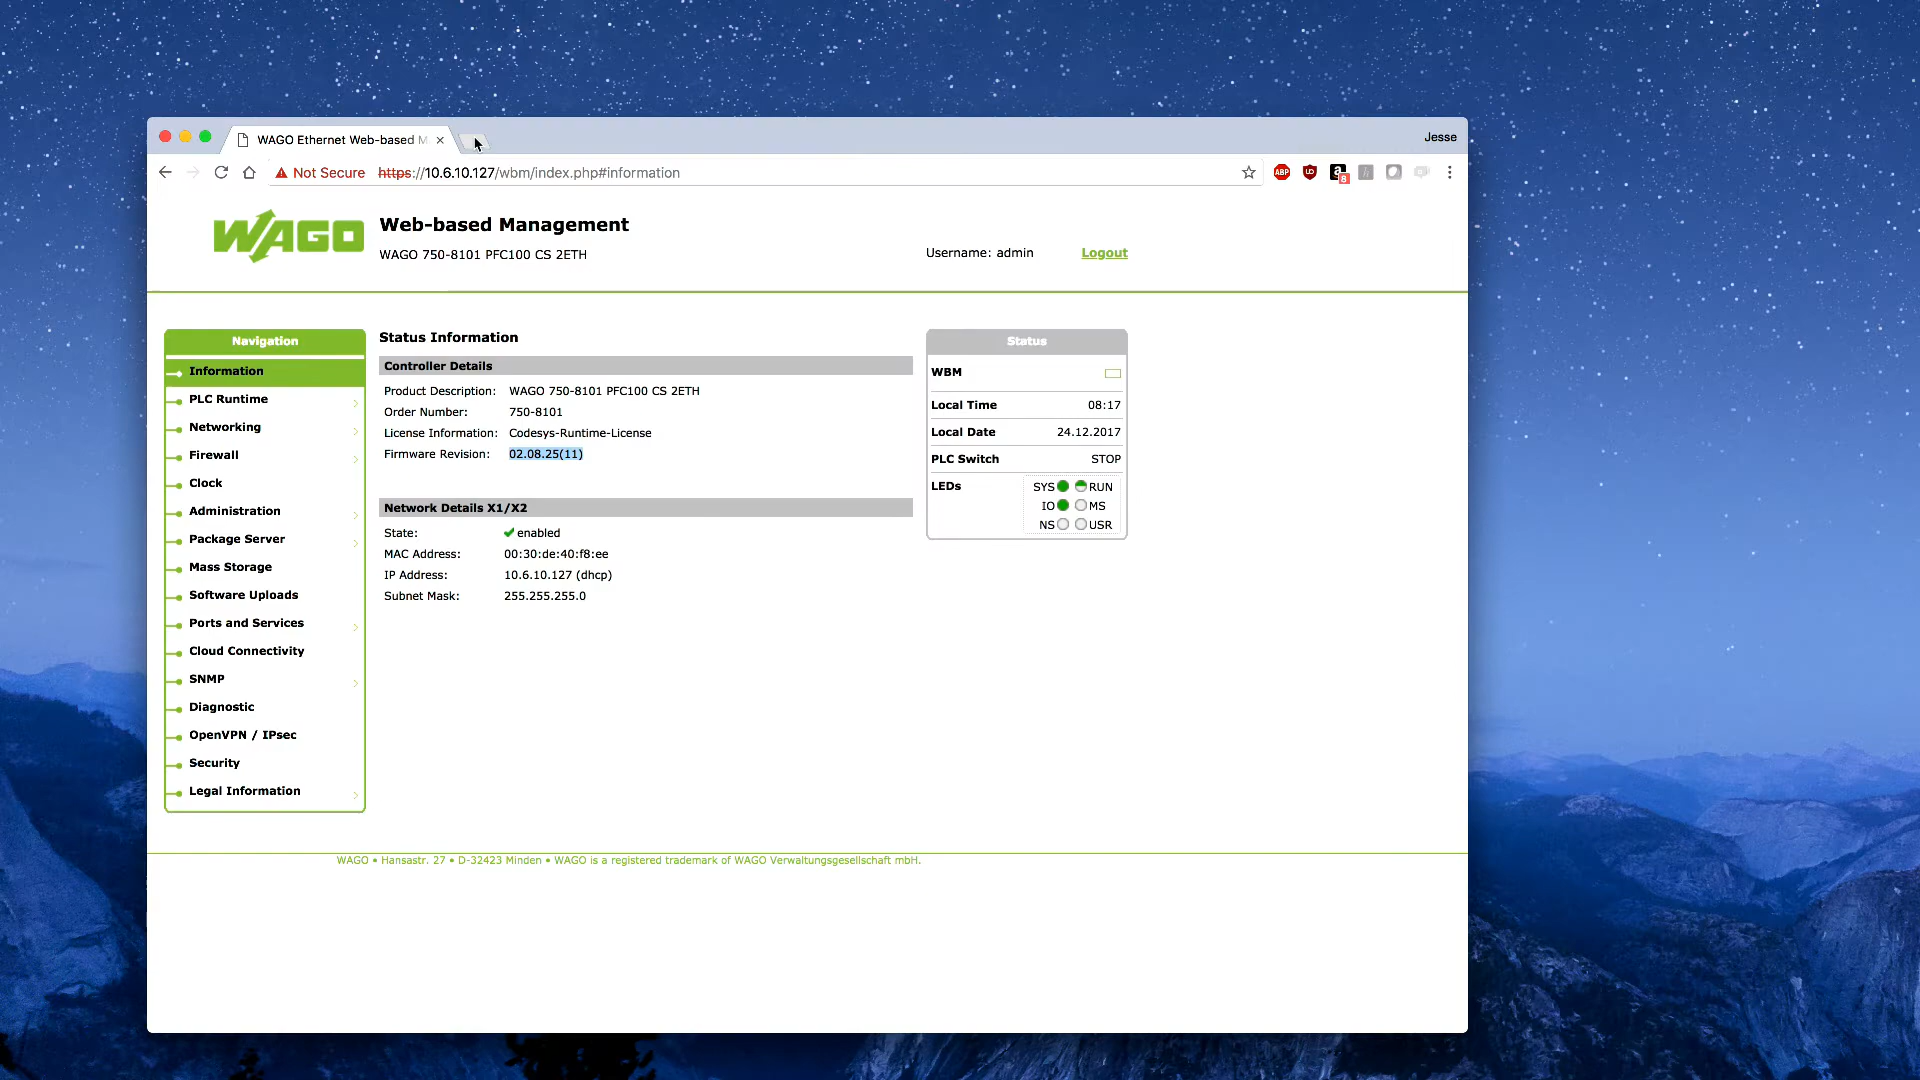 WAGO Ethernet Web-based M
Jesse
Not Secure https://10.6.10.127/wbm/index.php#information
ABP
8
WAGO
Web-based Management
WAGO 750-8101 PFC100 CS 2ETH
Username: admin
Logout
Navigation
Information
PLC Runtime
Networking
Firewall
Clock
Administration
Package Server
Mass Storage
Software Uploads
Ports and Services
Cloud Connectivity
SNMP
Diagnostic
OpenVPN / IPsec
Security
Legal Information
Status Information
Controller Details
Product Description: WAGO 750-8101 PFC100 CS 2ETH
Order Number: 750-8101
License Information: Codesys-Runtime-License
Firmware Revision: 02.08.25(11)
Network Details X1/X2
State: enabled
MAC Address: 00:30:de:40:f8:ee
IP Address: 10.6.10.127 (dhcp)
Subnet Mask: 255.255.255.0
Status
WBM
Local Time 08:17
Local Date 24.12.2017
PLC Switch STOP
LEDs
SYS RUN
IO MS
NS USR
WAGO • Hansastr. 27 • D-32423 Minden • WAGO is a registered trademark of WAGO Verwaltungsgesellschaft mbH.